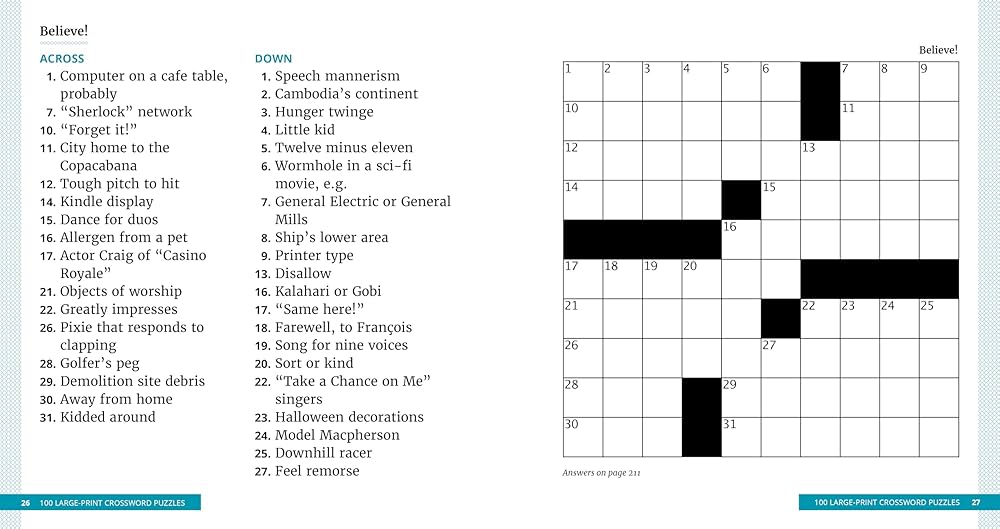 Believe!
ACROSS
1. Computer on a cafe table,
probably
7. “Sherlock” network
10. “Forget it!”
11. City home to the
Copacabana
12. Tough pitch to hit
14. Kindle display
15. Dance for duos
16. Allergen from a pet
17. Actor Craig of “Casino
Royale”
21. Objects of worship
22. Greatly impresses
26. Pixie that responds to
clapping
28. Golfer’s peg
29. Demolition site debris
30. Away from home
31. Kidded around
DOWN
1. Speech mannerism
2. Cambodia’s continent
3. Hunger twinge
4. Little kid
5. Twelve minus eleven
6. Wormhole in a sci-fi
movie, e.g.
7. General Electric or General
Mills
8. Ship’s lower area
9. Printer type
13. Disallow
16. Kalahari or Gobi
17. “Same here!”
18. Farewell, to François
19. Song for nine voices
20. Sort or kind
22. “Take a Chance on Me”
singers
23. Halloween decorations
24. Model Macpherson
25. Downhill racer
27. Feel remorse
26 100 LARGE-PRINT CROSSWORD PUZZLES
Believe!
1 2 3 4 5 6 7 8 9
10 11
12 13
14 15
16
17 18 19 20
21 22 23 24 25
26 27
28 29
30 31
Answers on page 211
100 LARGE-PRINT CROSSWORD PUZZLES 27